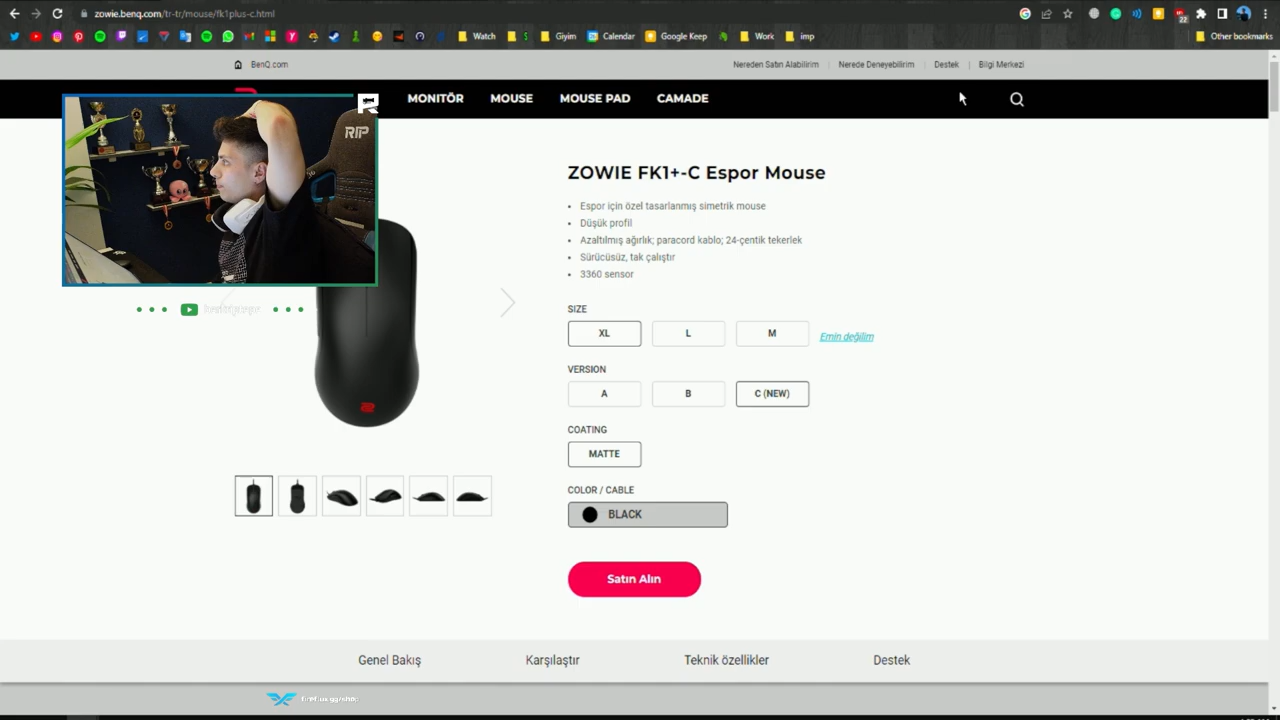 zowie.benq.com/tr-tr/mouse/fk1plus-c.html
22
Watch
$
Giyim
Calendar
Google Keep
Work
imp
Other bookmarks
BenQ.com
Nereden Satın Alabilirim
Nerede Deneyebilirim
Destek
Bilgi Merkezi
MONITÖR
MOUSE
MOUSE PAD
CAMADE
RIP
ZOWIE FK1+-C Espor Mouse
• Espor için özel tasarlanmış simetrik mouse
• Düşük profil
• Azaltılmış ağırlık; paracord kablo; 24-çentik tekerlek
• Sürücüsüz, tak çalıştır
• 3360 sensor
SIZE
XL
L
M
Emin değilim
VERSION
A
B
C (NEW)
COATING
MATTE
COLOR / CABLE
BLACK
Satın Alın
Genel Bakış
Karşılaştır
Teknik özellikler
Destek